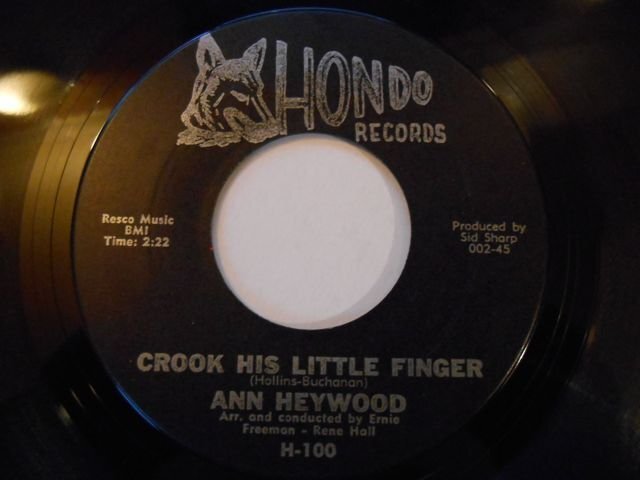 HONDO
RECORDS
Resco Music
BMI
Time: 2:22
Produced by
Sid Sharp
002-45
CROOK HIS LITTLE FINGER
(Hollins-Buchanan)
ANN HEYWOOD
Arr. and conducted by Ernie
Freeman - Rene Hall
H-100